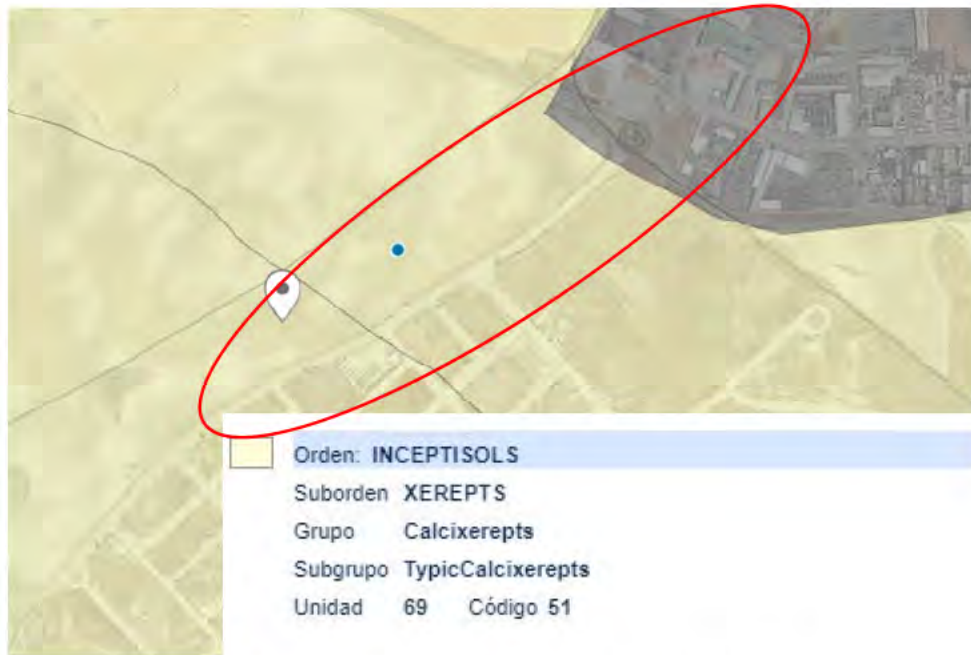 Orden: INCEPTISOLS
Suborden XEREPTS
Grupo Calcixerepts
Subgrupo TypicCalcixerepts
Unidad 69 Código 51